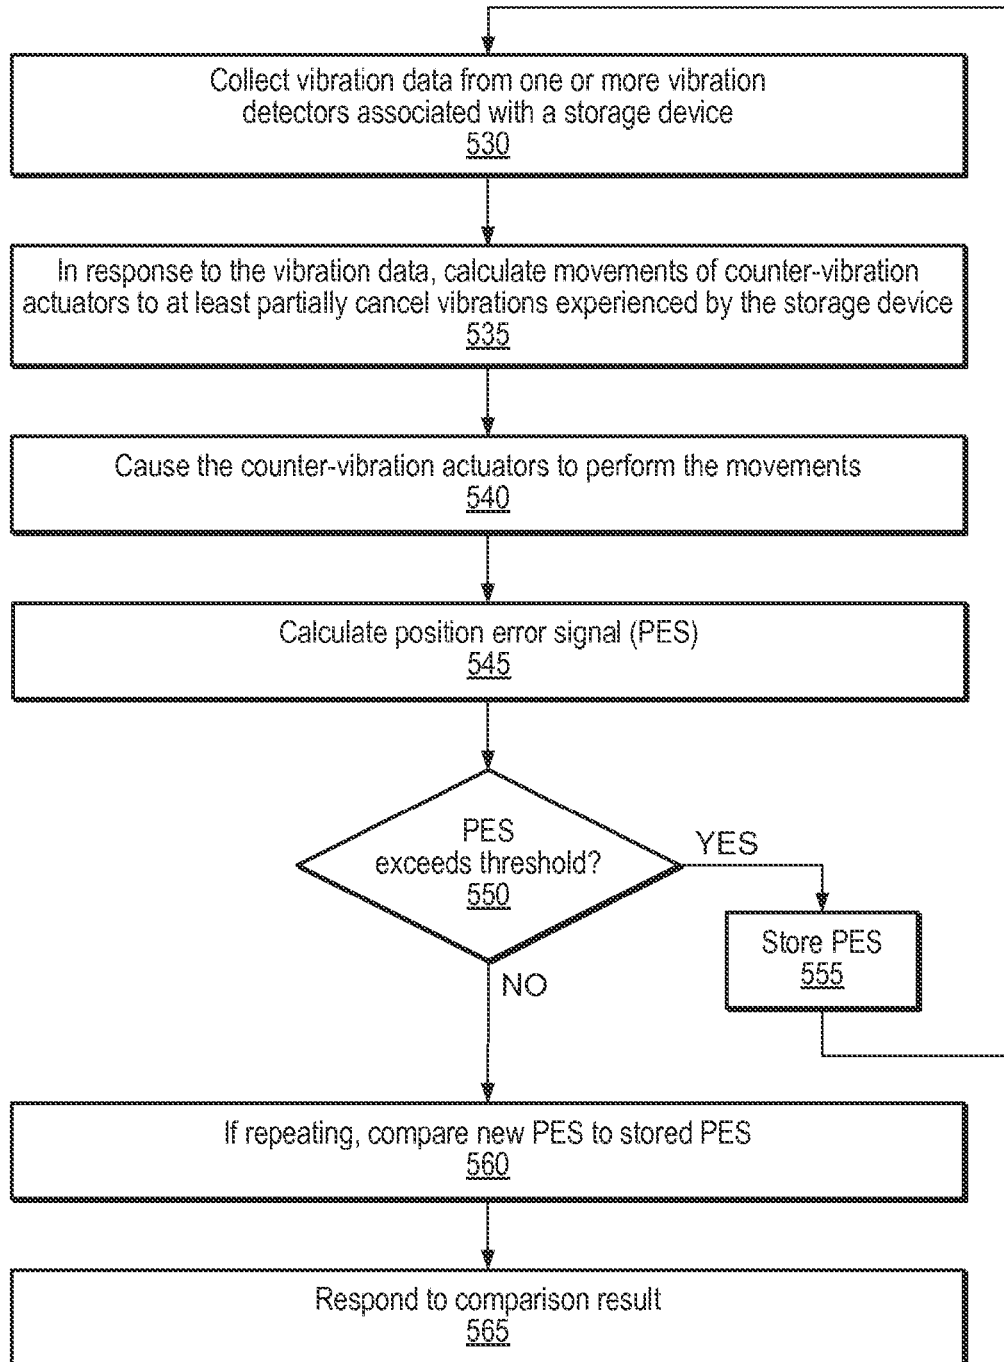 Collect vibration data from one or more vibration
detectors associated with a storage device
530
In response to the vibration data, calculate movements of counter-vibration
actuators to at least partially cancel vibrations experienced by the storage device
535
Cause the counter-vibration actuators to perform the movements
540
Calculate position error signal (PES)
545
PES
exceeds threshold?
550
YES
Store PES
555
NO
If repeating, compare new PES to stored PES
560
Respond to comparison result
565